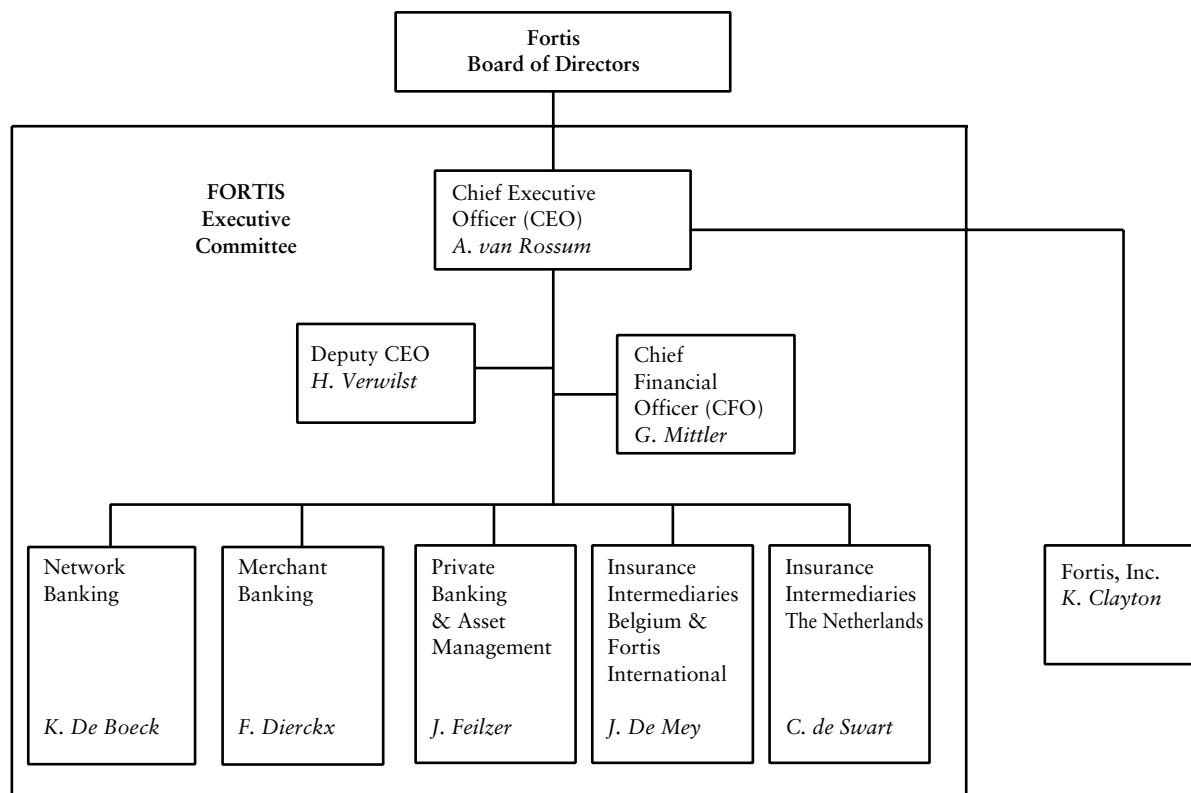 Fortis
Board of Directors
FORTIS
Executive
Committee
Chief Executive
Officer (CEO)
A. van Rossum
Deputy CEO
H. Verwilst
Chief
Financial
Officer (CFO)
G. Mittler
Network
Banking
K. De Boeck
Merchant
Banking
F. Dierckx
Private
Banking
& Asset
Management
J. Feilzer
Insurance
Intermediaries
Belgium &
Fortis
International
J. De Mey
Insurance
Intermediaries
The Netherlands
C. de Swart
Fortis, Inc.
K. Clayton